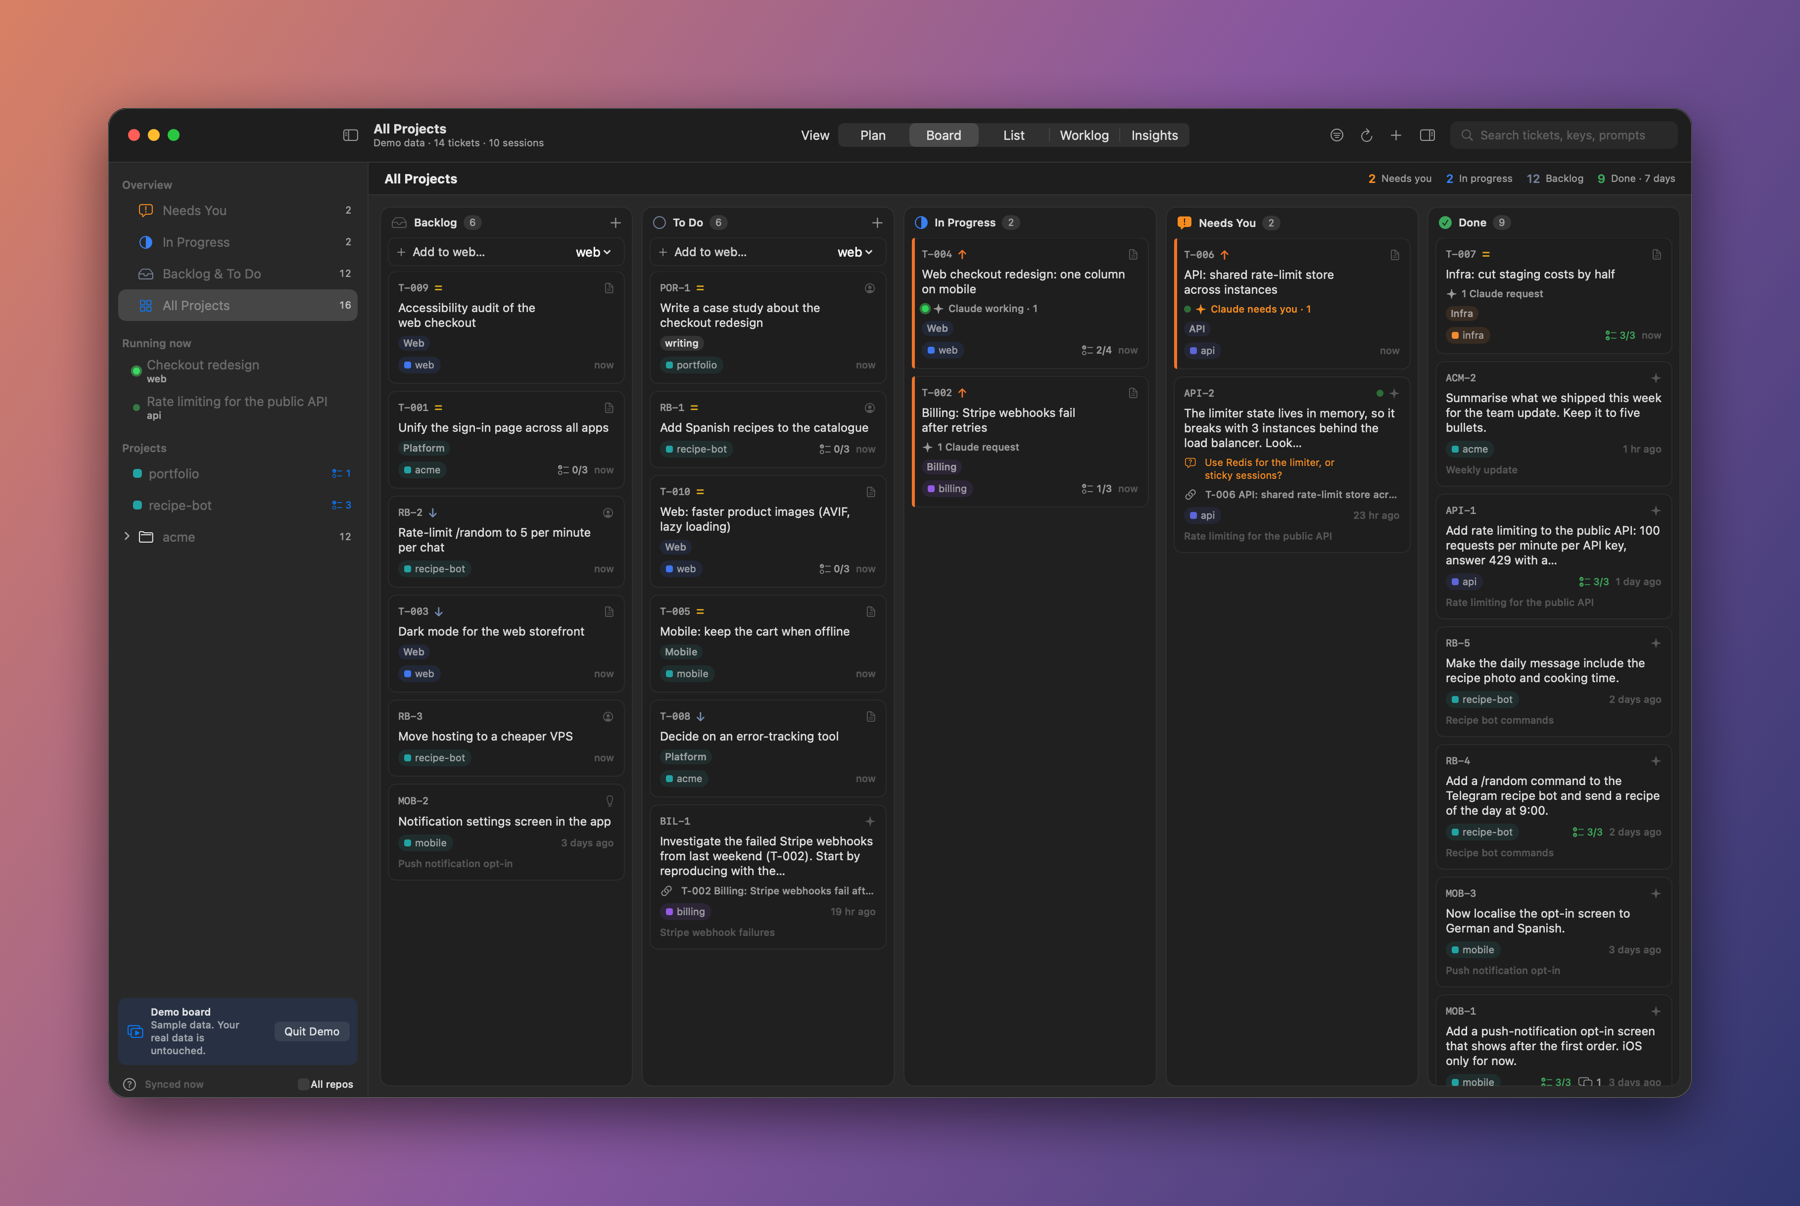 All Projects
Demo data · 14 tickets · 10 sessions
View
Plan
Board
List
Worklog
Insights
Search tickets, keys, prompts
Overview
Needs You
2
In Progress
2
Backlog & To Do
12
All Projects
16
Running now
Checkout redesign
web
Rate limiting for the public API
api
Projects
portfolio
1
recipe-bot
3
acme
12
Demo board
Sample data. Your
real data is
untouched.
Quit Demo
Synced now
All repos
All Projects
2 Needs you
2 In progress
12 Backlog
9 Done · 7 days
Backlog 6
+ Add to web...
web
T-009
Accessibility audit of the
web checkout
Web
web
now
T-001
Unify the sign-in page across all apps
Platform
acme
0/3 now
RB-2
Rate-limit /random to 5 per minute
per chat
recipe-bot
now
T-003
Dark mode for the web storefront
Web
web
now
RB-3
Move hosting to a cheaper VPS
recipe-bot
now
MOB-2
Notification settings screen in the app
mobile
3 days ago
Push notification opt-in
To Do 6
+ Add to web...
web
POR-1
Write a case study about the
checkout redesign
writing
portfolio
now
RB-1
Add Spanish recipes to the catalogue
recipe-bot
0/3 now
T-010
Web: faster product images (AVIF,
lazy loading)
Web
web
0/3 now
T-005
Mobile: keep the cart when offline
Mobile
mobile
now
T-008
Decide on an error-tracking tool
Platform
acme
now
BIL-1
Investigate the failed Stripe webhooks
from last weekend (T-002). Start by
reproducing with the...
T-002 Billing: Stripe webhooks fail aft...
billing
19 hr ago
Stripe webhook failures
In Progress 2
T-004
Web checkout redesign: one column
on mobile
Claude working · 1
Web
web
2/4 now
T-002
Billing: Stripe webhooks fail
after retries
1 Claude request
Billing
billing
1/3 now
Needs You 2
T-006
API: shared rate-limit store
across instances
Claude needs you · 1
API
api
now
API-2
The limiter state lives in memory, so it
breaks with 3 instances behind the
load balancer. Look...
Use Redis for the limiter, or
sticky sessions?
T-006 API: shared rate-limit store acr...
api
23 hr ago
Rate limiting for the public API
Done 9
T-007
Infra: cut staging costs by half
1 Claude request
Infra
infra
3/3 now
ACM-2
Summarise what we shipped this week
for the team update. Keep it to five
bullets.
acme
1 hr ago
Weekly update
API-1
Add rate limiting to the public API: 100
requests per minute per API key,
answer 429 with a...
api
3/3 1 day ago
Rate limiting for the public API
RB-5
Make the daily message include the
recipe photo and cooking time.
recipe-bot
2 days ago
Recipe bot commands
RB-4
Add a /random command to the
Telegram recipe bot and send a recipe
of the day at 9:00.
recipe-bot
3/3 2 days ago
Recipe bot commands
MOB-3
Now localise the opt-in screen to
German and Spanish.
mobile
3 days ago
Push notification opt-in
MOB-1
Add a push-notification opt-in screen
that shows after the first order. iOS
only for now.
mobile
3/3 1 3 days ago